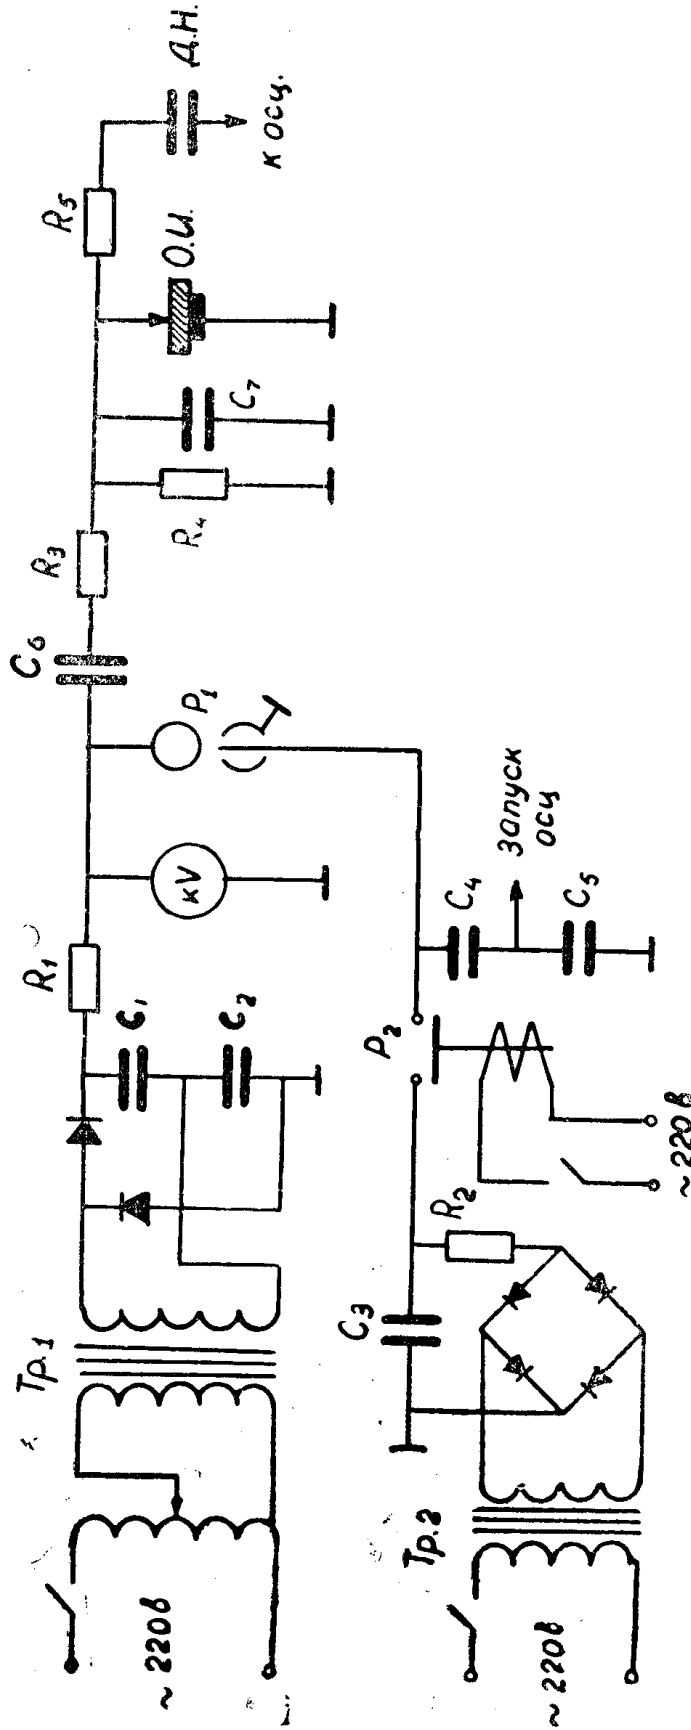 ~ 220в
Тр.1
C₁
C₂
R₁
кV
P₁
C₆
R₃
R₄
C₇
О.И.
R₅
Д.Н.
к осц.
~ 220в
Тр.2
C₃
R₂
~ 220в
P₂
C₄
C₅
Запуск
осц